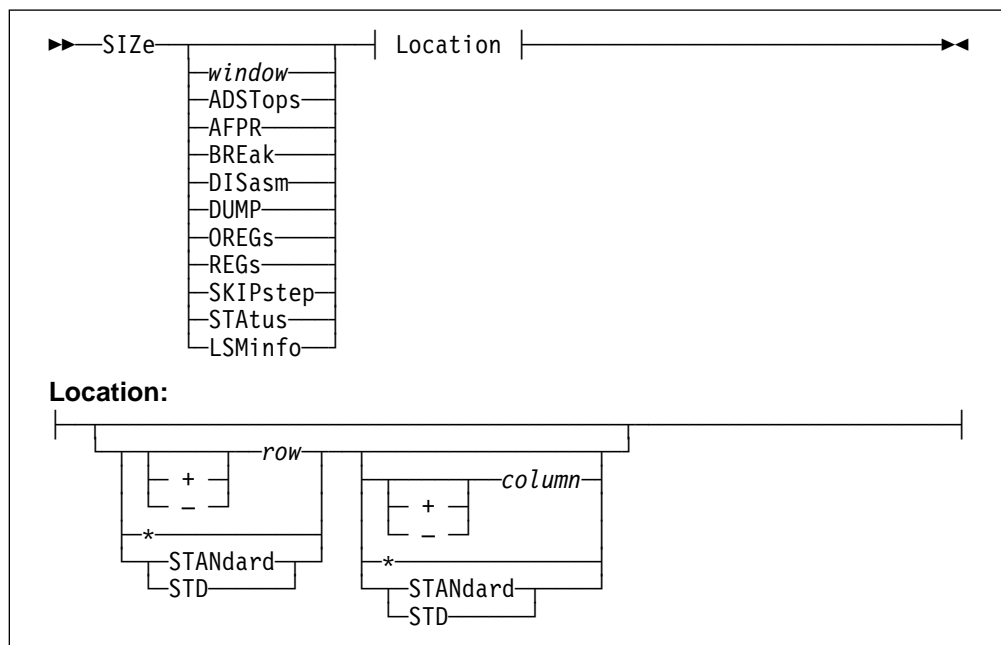 SIZe Location
window
ADSTops
AFPR
BREak
DISasm
DUMP
OREGs
REGs
SKIPstep
STAtus
LSMinfo
Location:
row
+ column
– +
–
*
*
STANdard
STD STANdard
STD